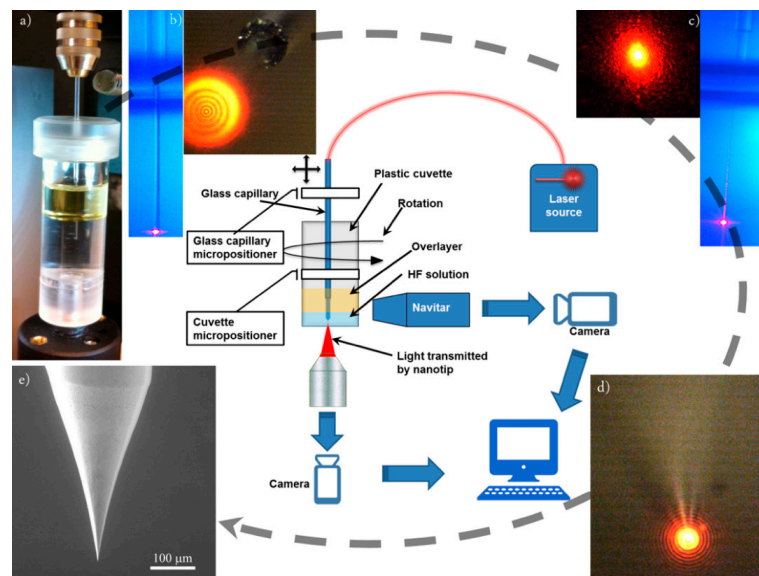 a)
b)
c)
Plastic cuvette
Glass capillary
Rotation
Laser
source
Glass capillary
micropositioner
Overlayer
HF solution
Navitar
Camera
Cuvette
micropositioner
Light transmitted
by nanotip
e)
d)
Camera
100 μm